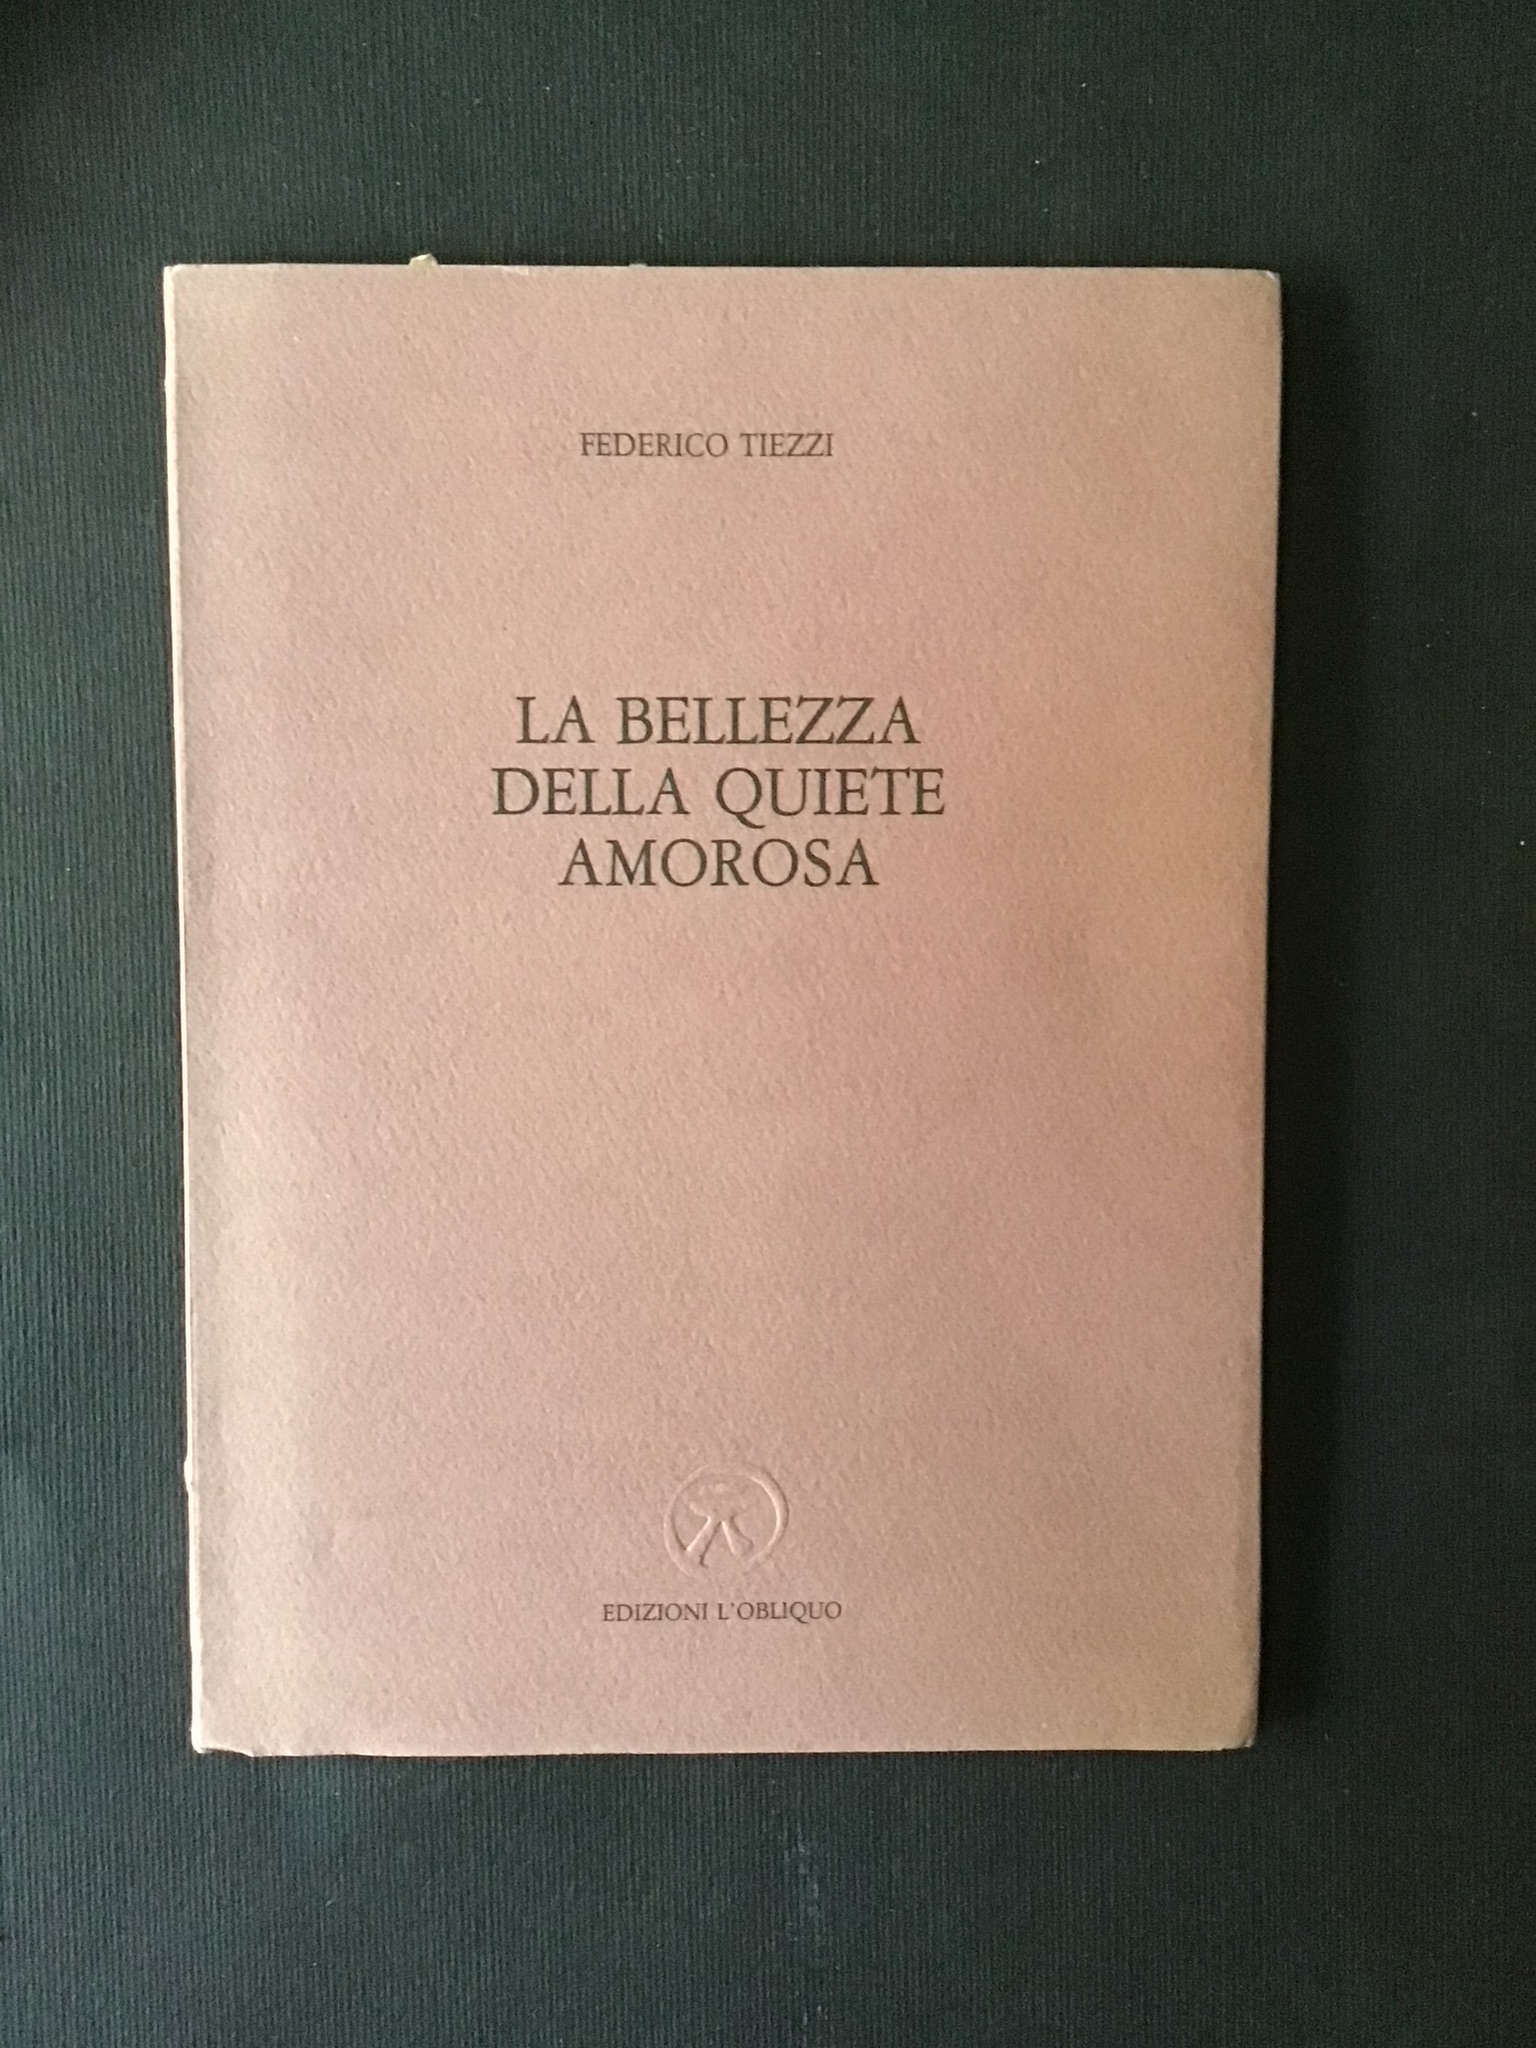 FEDERICO TIEZZI
LA BELLEZZA
DELLA QUIETE
AMOROSA
EDIZIONI L'OBLIQUO